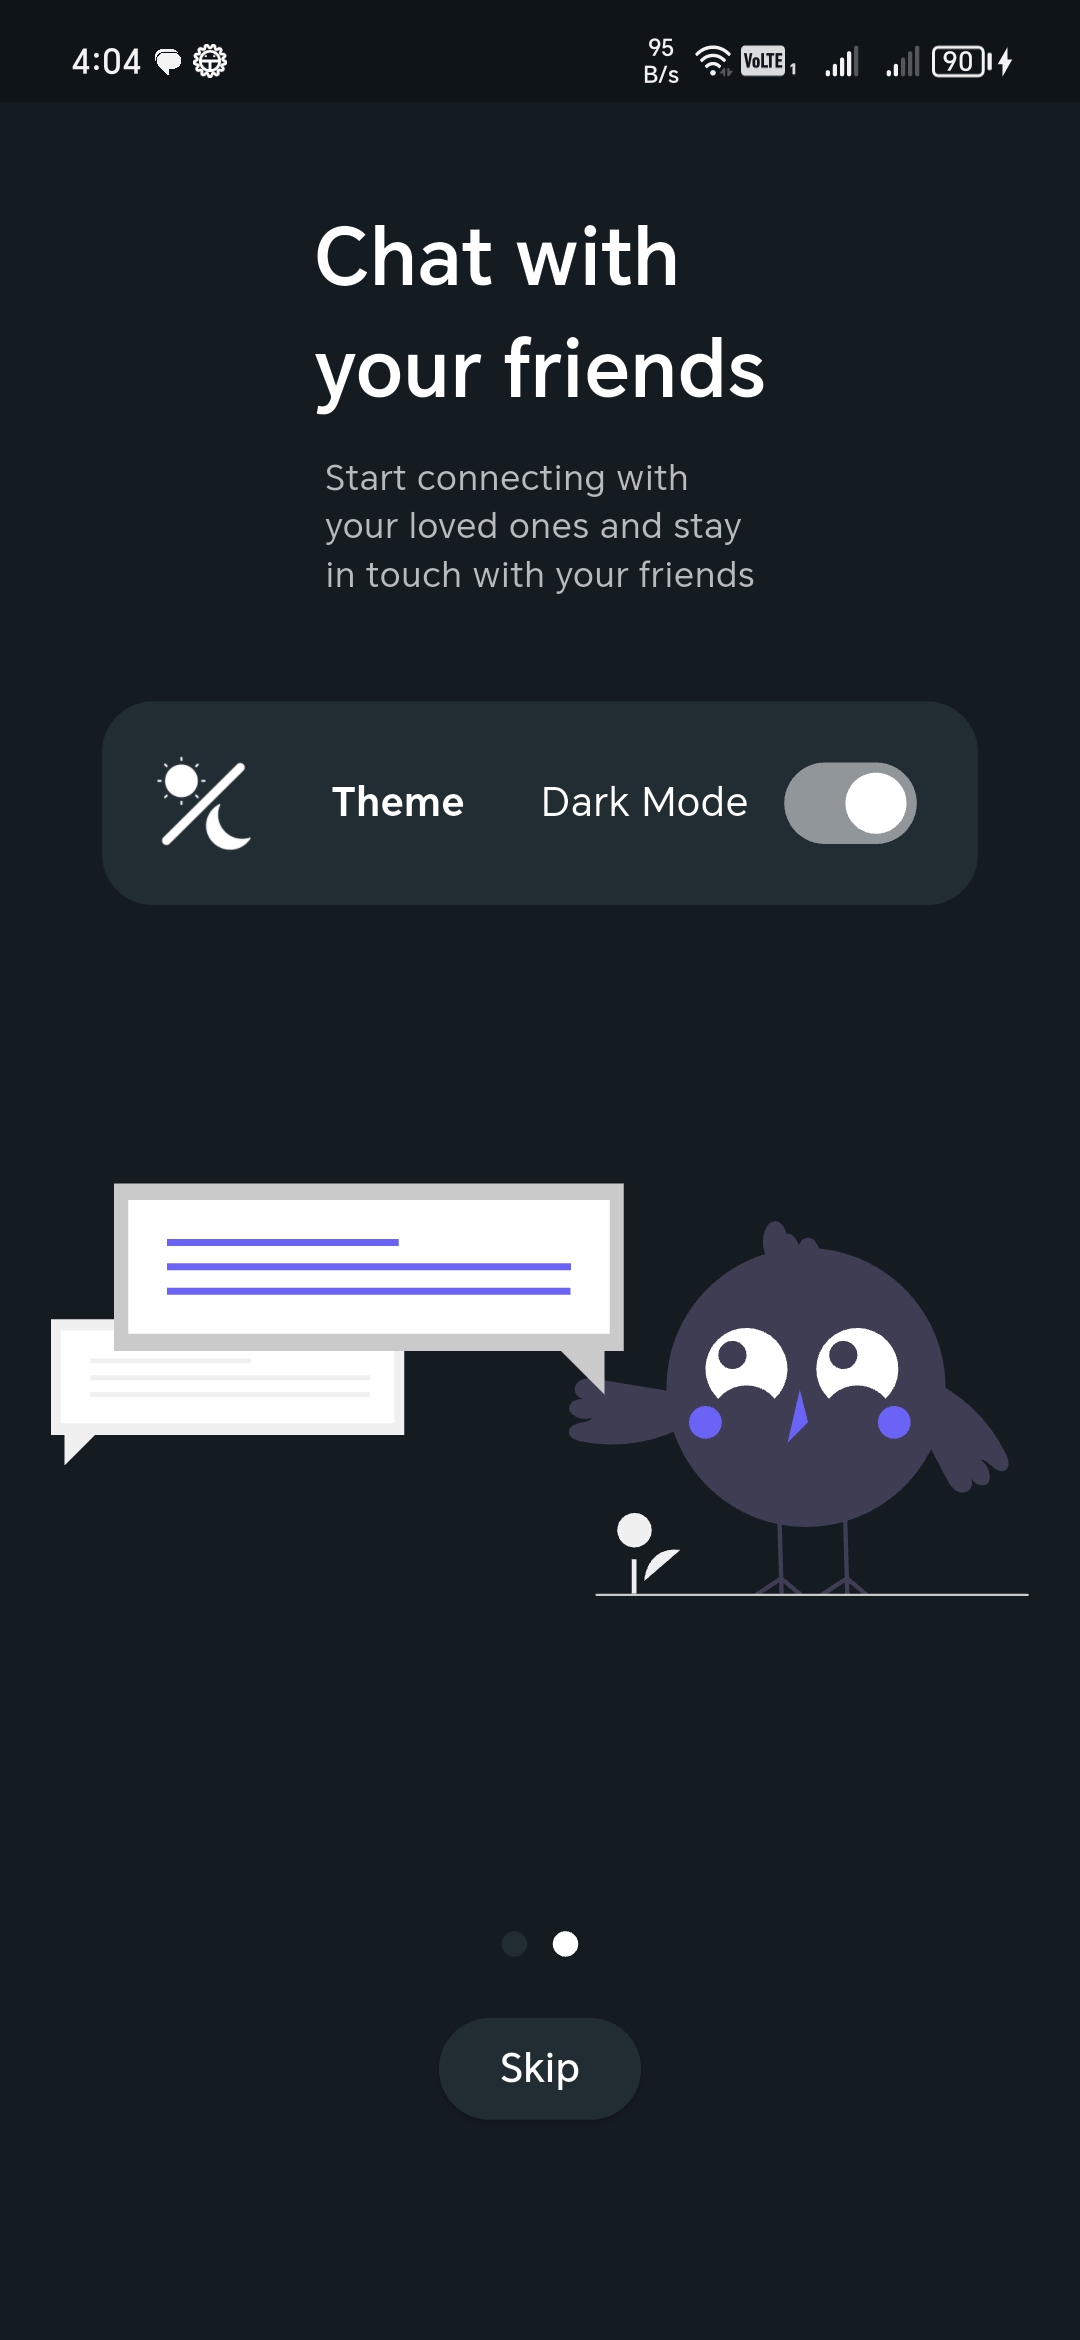 4:04
95
B/s
VoLTE 1
90
Chat with
your friends
Start connecting with
your loved ones and stay
in touch with your friends
Theme Dark Mode
Skip